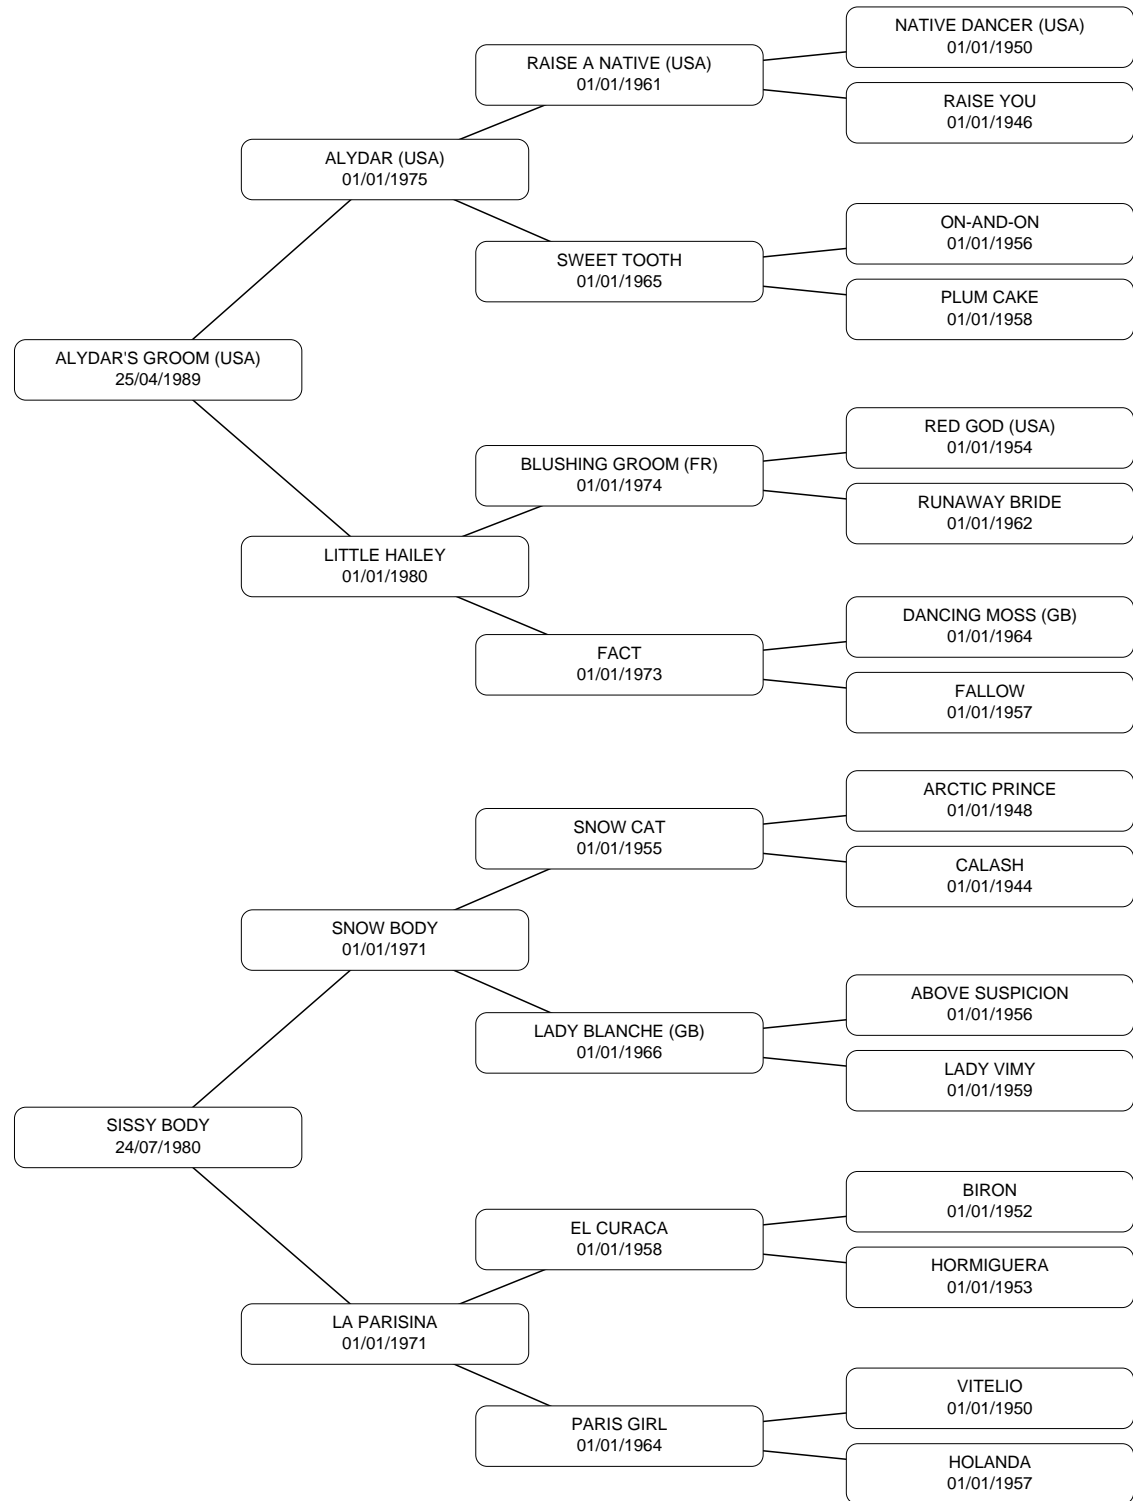 NATIVE DANCER (USA)
01/01/1950
RAISE A NATIVE (USA)
01/01/1961
RAISE YOU
01/01/1946
ALYDAR (USA)
01/01/1975
ON-AND-ON
01/01/1956
SWEET TOOTH
01/01/1965
PLUM CAKE
01/01/1958
ALYDAR'S GROOM (USA)
25/04/1989
RED GOD (USA)
01/01/1954
BLUSHING GROOM (FR)
01/01/1974
RUNAWAY BRIDE
01/01/1962
LITTLE HAILEY
01/01/1980
DANCING MOSS (GB)
01/01/1964
FACT
01/01/1973
FALLOW
01/01/1957
ARCTIC PRINCE
01/01/1948
SNOW CAT
01/01/1955
CALASH
01/01/1944
SNOW BODY
01/01/1971
ABOVE SUSPICION
01/01/1956
LADY BLANCHE (GB)
01/01/1966
LADY VIMY
01/01/1959
SISSY BODY
24/07/1980
BIRON
01/01/1952
EL CURACA
01/01/1958
HORMIGUERA
01/01/1953
LA PARISINA
01/01/1971
VITELIO
01/01/1950
PARIS GIRL
01/01/1964
HOLANDA
01/01/1957